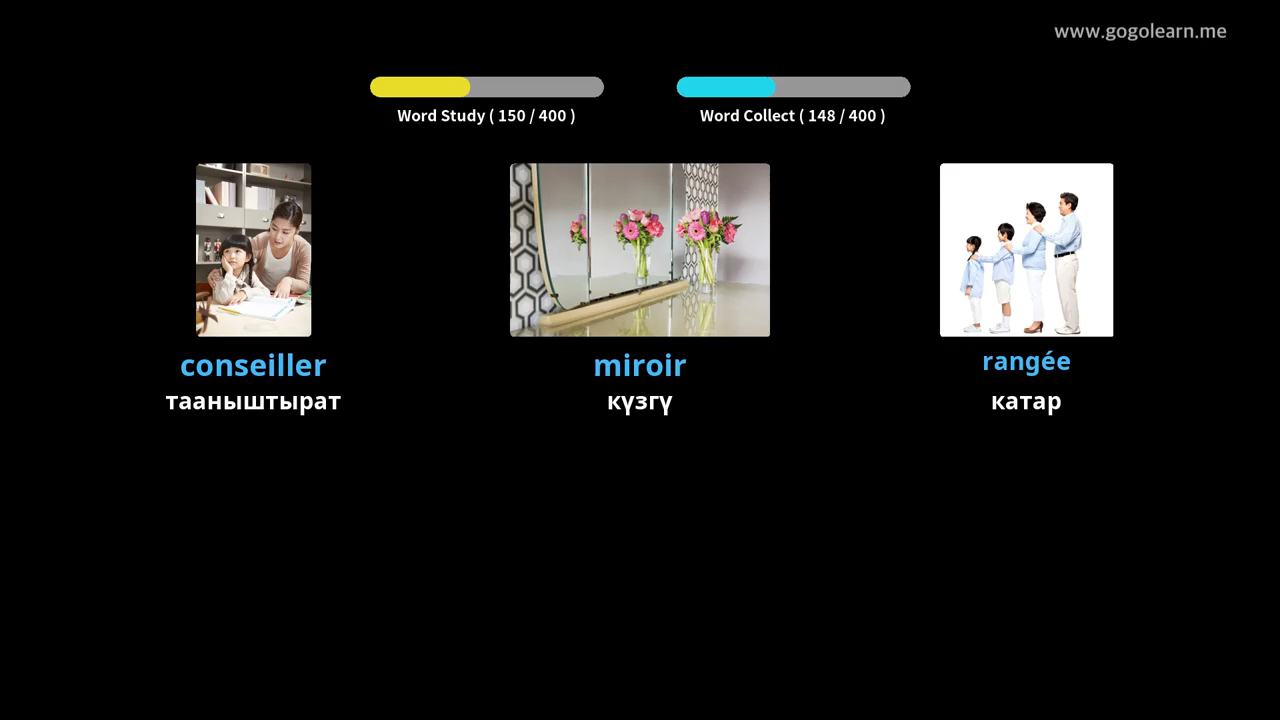 www.gogolearn.me
Word Study ( 150 / 400 )
Word Collect ( 148 / 400 )
conseiller
miroir
rangée
тааныштырат
күзгү
катар